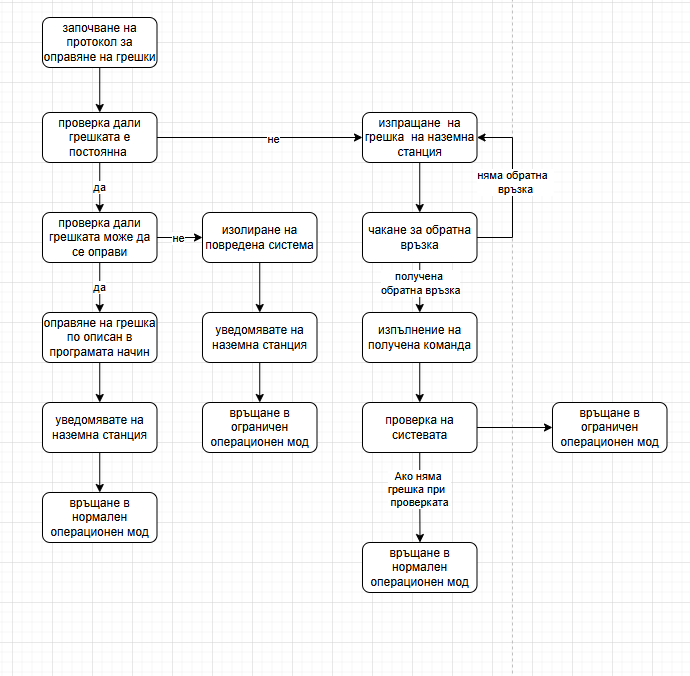 започване на
протокол за
оправяне на грешки
проверка дали
грешката е
постоянна
не
изпращане на
грешка на наземна
станция
няма обратна
връзка
да
проверка дали
грешката може да
се оправи
не
изолиране на
повредена система
чакане за обратна
връзка
получена
обратна връзка
да
оправяне на грешка
по описан в
програмата начин
уведомявате на
наземна станция
изпълнение на
получена команда
уведомявате на
наземна станция
връщане в
ограничен
операционен мод
проверка на
системата
връщане в
ограничен
операционен мод
Ако няма
грешка при
проверката
връщане в
нормален
операционен мод
връщане в
нормален
операционен мод